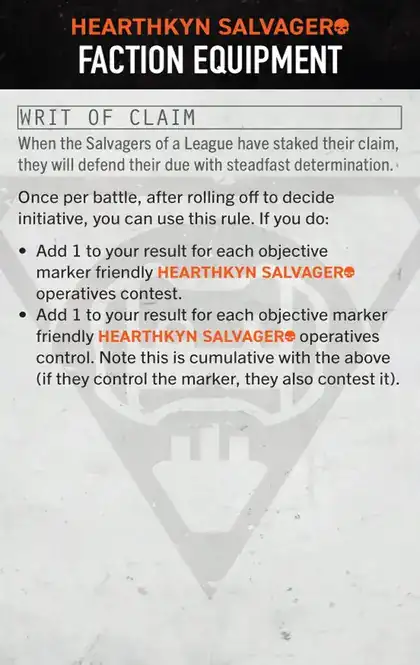 HEARTHKYN SALVAGER
FACTION EQUIPMENT
WRIT OF CLAIM
When the Salvagers of a League have staked their claim,
they will defend their due with steadfast determination.
Once per battle, after rolling off to decide
initiative, you can use this rule. If you do:
• Add 1 to your result for each objective
marker friendly HEARTHKYN SALVAGER
operatives contest.
• Add 1 to your result for each objective marker
friendly HEARTHKYN SALVAGER operatives
control. Note this is cumulative with the above
(if they control the marker, they also contest it).